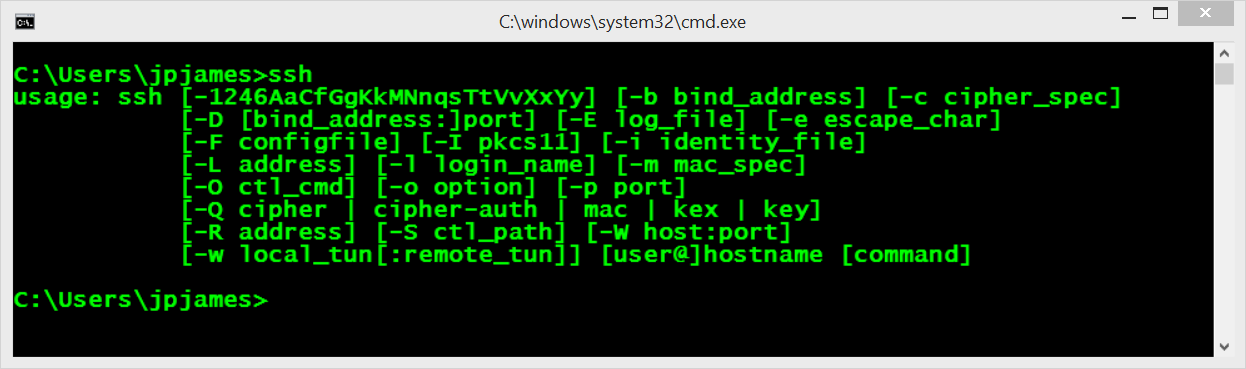 C:\windows\system32\cmd.exe
C:\Users\jpjames>ssh
usage: ssh [-1246AaCfGgKkMNnqsTtVvXxYy] [-b bind_address] [-c cipher_spec]
           [-D [bind_address:]port] [-E log_file] [-e escape_char]
           [-F configfile] [-I pkcs11] [-i identity_file]
           [-L address] [-l login_name] [-m mac_spec]
           [-O ctl_cmd] [-o option] [-p port]
           [-Q cipher | cipher-auth | mac | kex | key]
           [-R address] [-S ctl_path] [-W host:port]
           [-w local_tun[:remote_tun]] [user@]hostname [command]
C:\Users\jpjames>